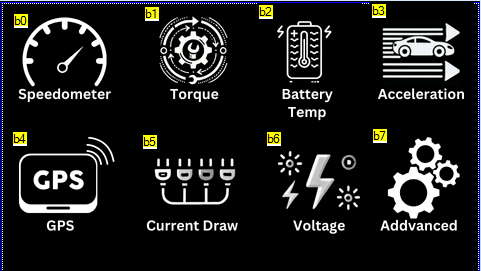 b0 b1 b2 b3
Speedometer Torque Battery Temp Acceleration
b4 b5 b6 b7
GPS
GPS Current Draw Voltage Addvanced